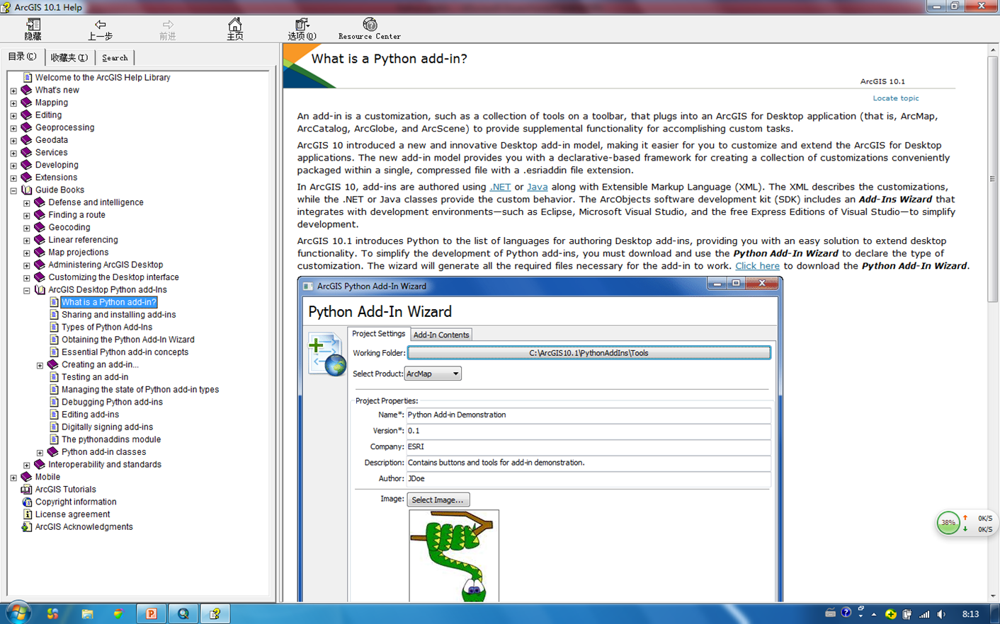 ArcGIS 10.1 Help
隐藏
上一步
前进
主页
选项(O)
Resource Center
目录(C)
收藏夹(I)
Search
Welcome to the ArcGIS Help Library
What's new
Mapping
Editing
Geoprocessing
Geodata
Services
Developing
Extensions
Guide Books
Defense and intelligence
Finding a route
Geocoding
Linear referencing
Map projections
Administering ArcGIS Desktop
Customizing the Desktop interface
ArcGIS Desktop Python add-Ins
What is a Python add-in?
Sharing and installing add-ins
Types of Python Add-Ins
Obtaining the Python Add-In Wizard
Essential Python add-in concepts
Creating an add-in...
Testing an add-in
Managing the state of Python add-in types
Debugging Python add-ins
Editing add-ins
Digitally signing add-ins
The pythonaddins module
Python add-in classes
Interoperability and standards
Mobile
ArcGIS Tutorials
Copyright information
License agreement
ArcGIS Acknowledgments
What is a Python add-in?
ArcGIS 10.1
Locate topic
An add-in is a customization, such as a collection of tools on a toolbar, that plugs into an ArcGIS for Desktop application (that is, ArcMap,
ArcCatalog, ArcGlobe, and ArcScene) to provide supplemental functionality for accomplishing custom tasks.
ArcGIS 10 introduced a new and innovative Desktop add-in model, making it easier for you to customize and extend the ArcGIS for Desktop
applications. The new add-in model provides you with a declarative-based framework for creating a collection of customizations conveniently
packaged within a single, compressed file with a .esriaddin file extension.
In ArcGIS 10, add-ins are authored using .NET or Java along with Extensible Markup Language (XML). The XML describes the customizations,
while the .NET or Java classes provide the custom behavior. The ArcObjects software development kit (SDK) includes an Add-Ins Wizard that
integrates with development environments—such as Eclipse, Microsoft Visual Studio, and the free Express Editions of Visual Studio—to simplify
development.
ArcGIS 10.1 introduces Python to the list of languages for authoring Desktop add-ins, providing you with an easy solution to extend desktop
functionality. To simplify the development of Python add-ins, you must download and use the Python Add-In Wizard to declare the type of
customization. The wizard will generate all the required files necessary for the add-in to work. Click here to download the Python Add-In Wizard.
ArcGIS Python Add-In Wizard
Python Add-In Wizard
Project Settings
Add-In Contents
Working Folder: C:\ArcGIS10.1\PythonAddIns\Tools
Select Product: ArcMap
Project Properties:
Name*: Python Add-in Demonstration
Version*: 0.1
Company: ESRI
Description: Contains buttons and tools for add-in demonstration.
Author: JDoe
Image: Select Image...
38%
0K/S
0K/S
8:13